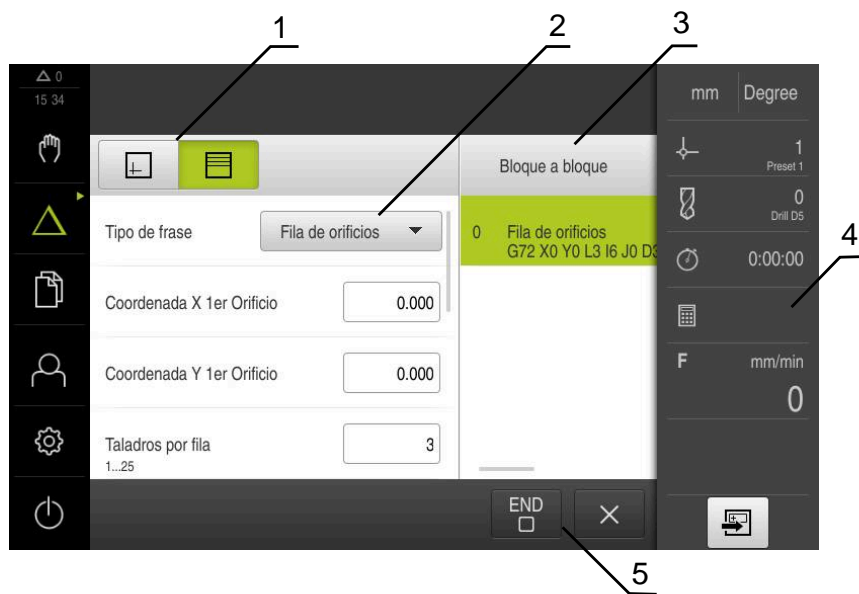 1
2
3
0
15 34
mm Degree
1
Preset 1
Bloque a bloque
0
Drill D5
Tipo de frase Fila de orificios
0 Fila de orificios
G72 X0 Y0 L3 I6 J0 D3
4
0:00:00
Coordenada X 1er Orificio 0.000
F mm/min
0
Coordenada Y 1er Orificio 0.000
Taladros por fila 3
1...25
END
5